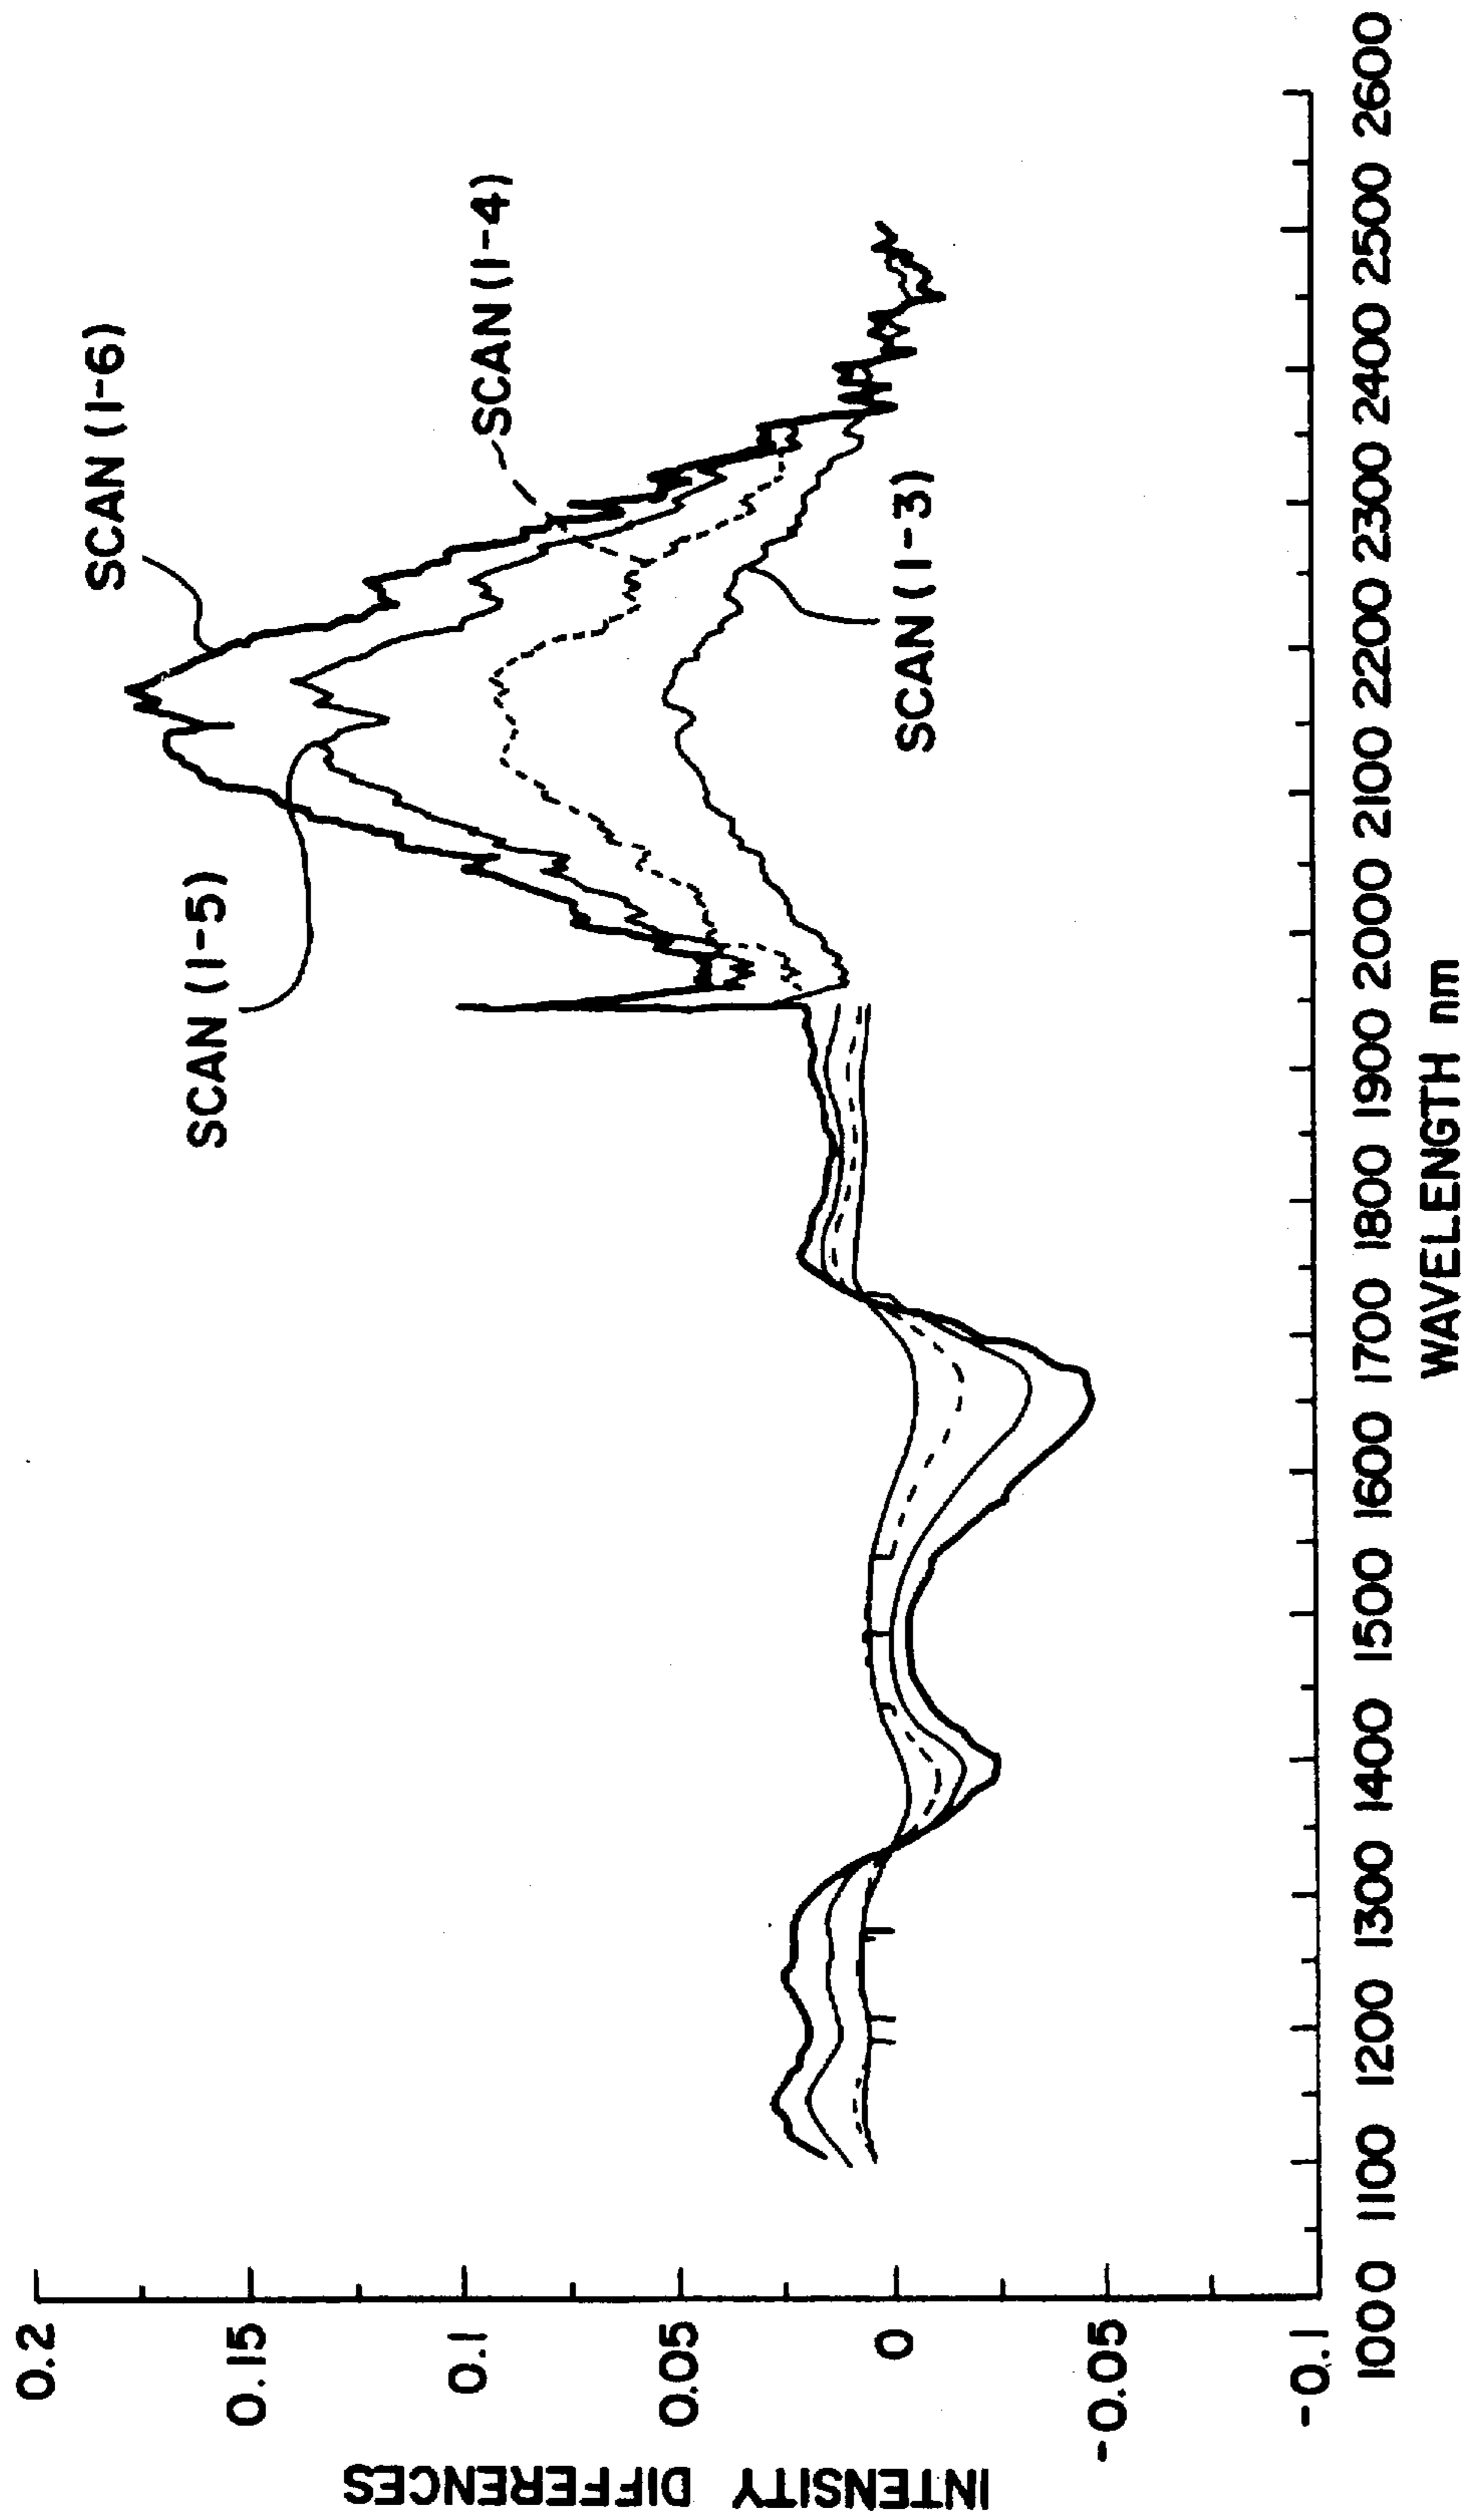 SCAN (1-6)
SCAN (1-4)
SCAN (1-5)
SCAN (1-3)
INTENSITY DIFFERENCES
0.2
0.15
0.1
0.05
0
-0.05
-0.1
1000 1100 1200 1300 1400 1500 1600 1700 1800 1900 2000 2100 2200 2300 2400 2500 2600
WAVELENGTH nm